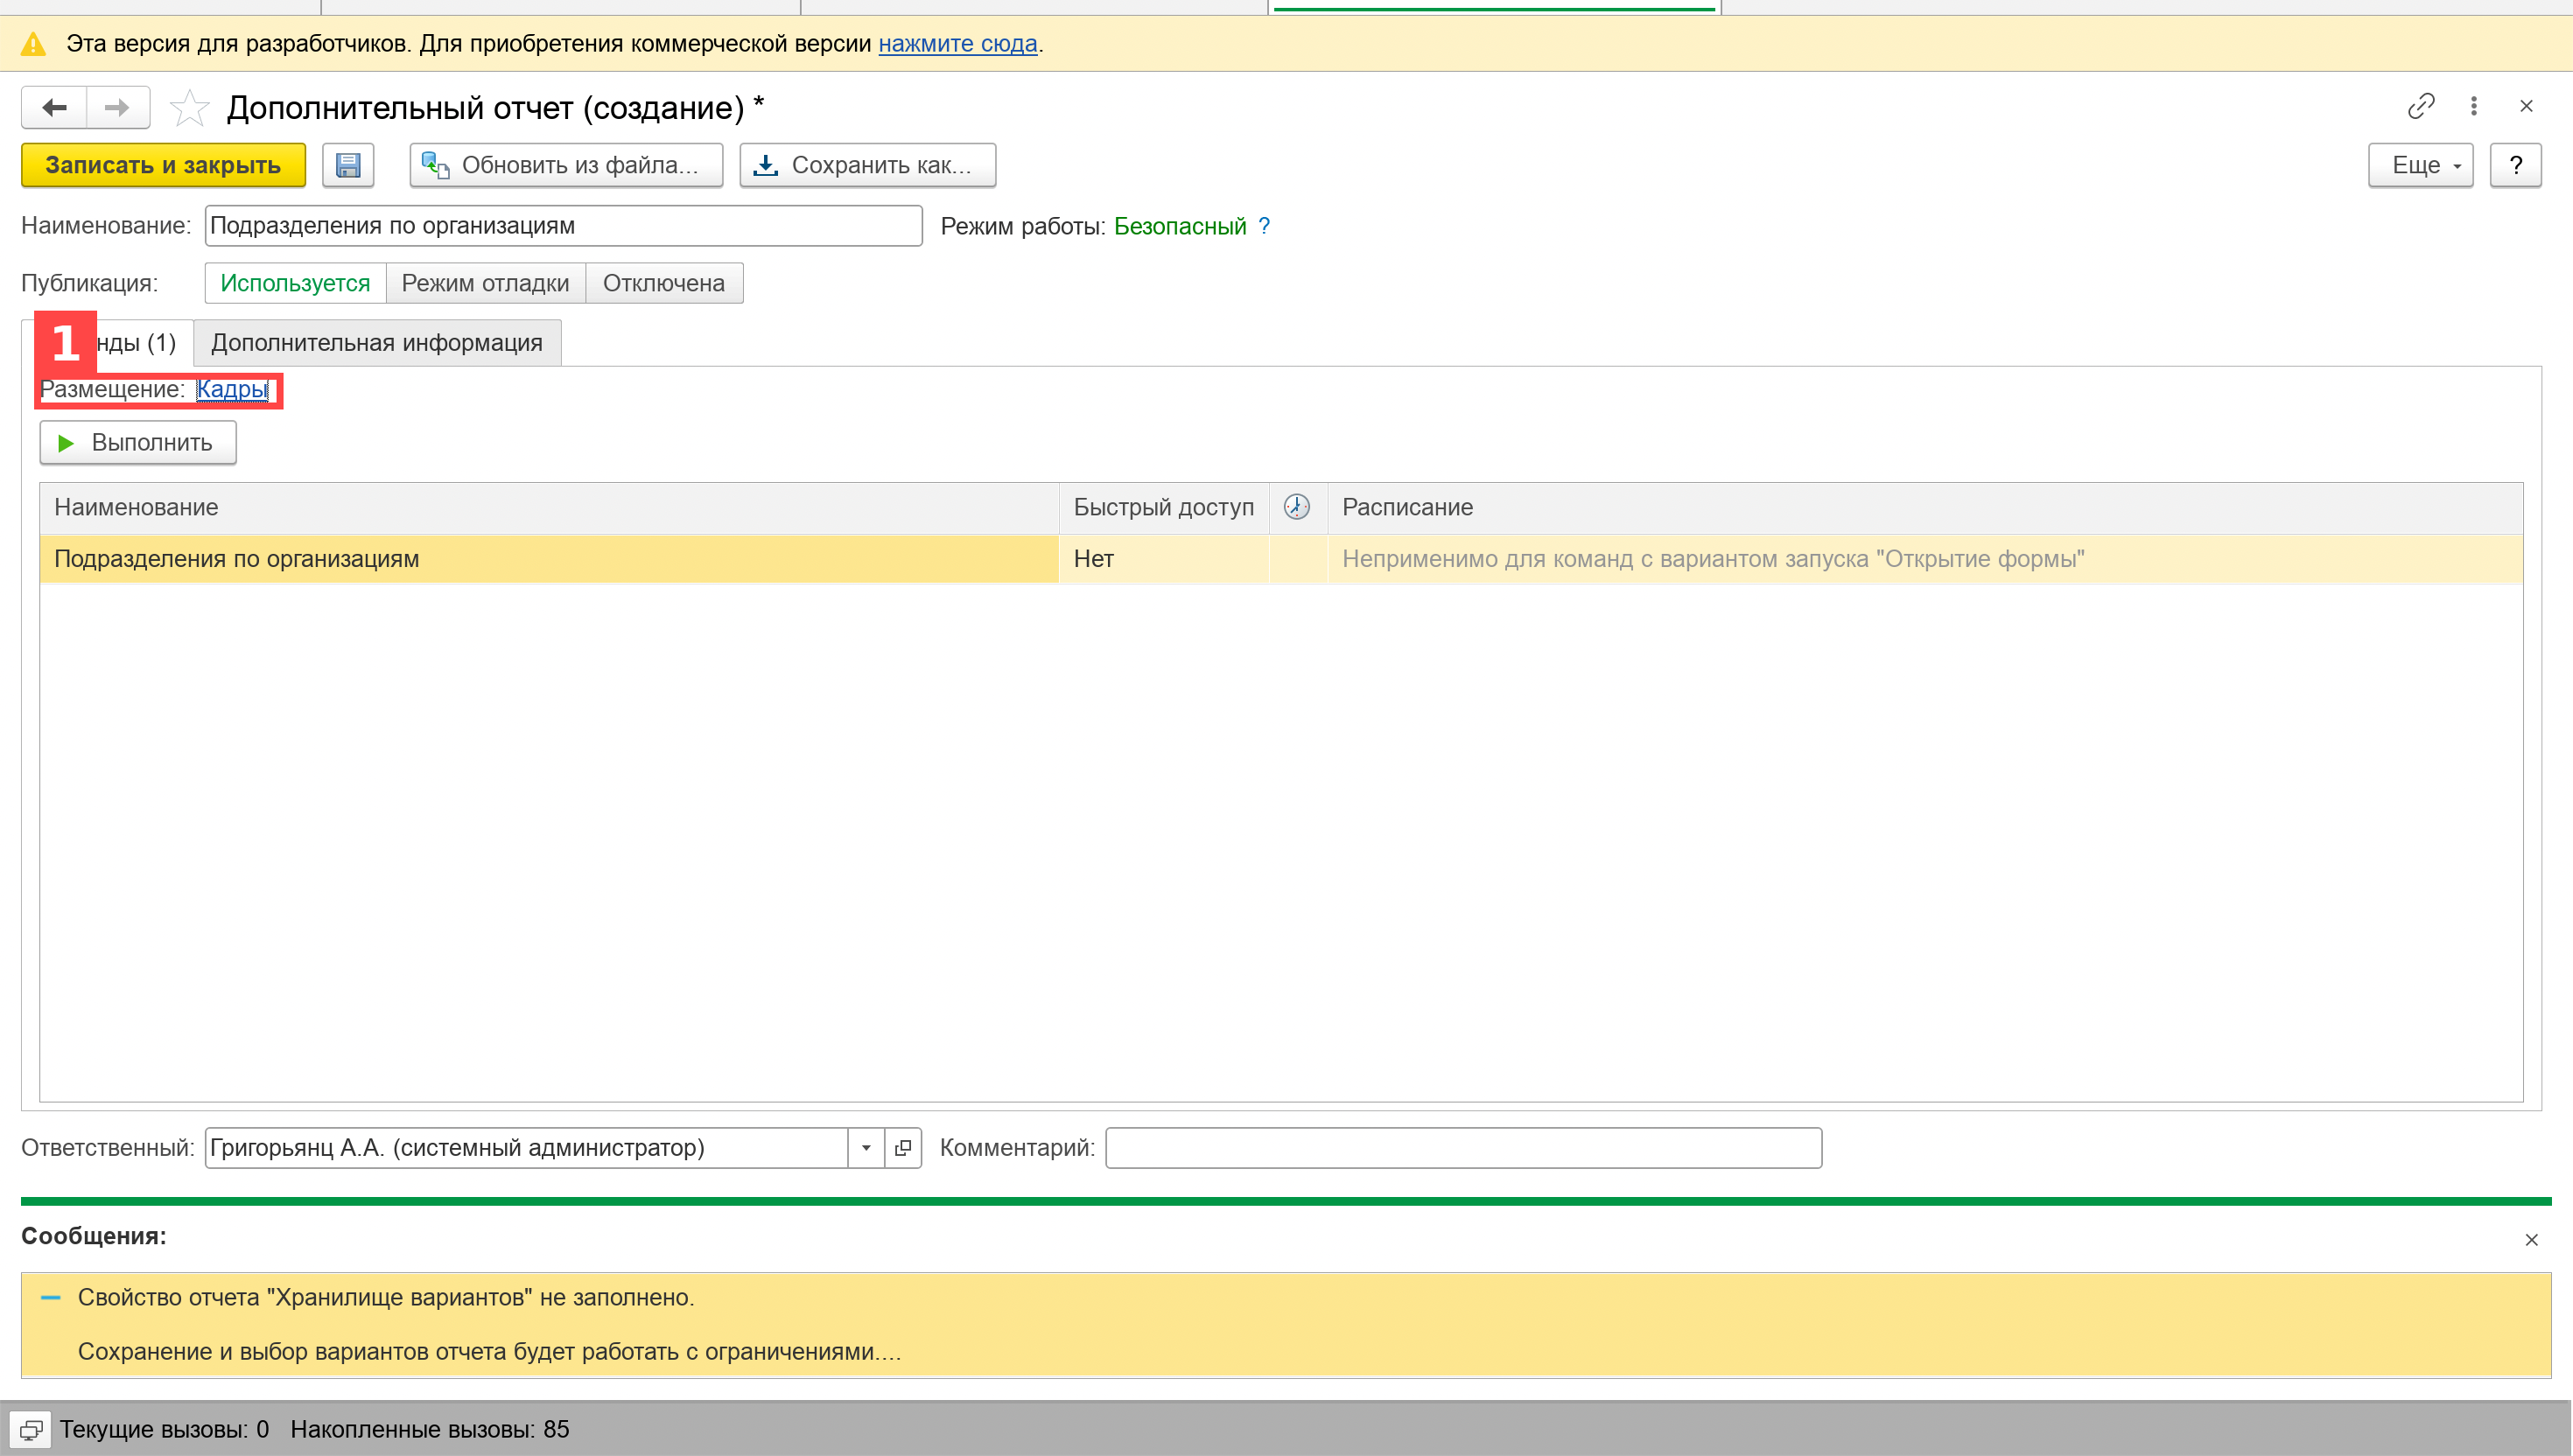 Эта версия для разработчиков. Для приобретения коммерческой версии нажмите сюда.
Дополнительный отчет (создание) *
Записать и закрыть Обновить из файла... Сохранить как... Еще ?
Наименование: Подразделения по организациям Режим работы: Безопасный ?
Публикация: Используется Режим отладки Отключена
1 нды (1) Дополнительная информация
Размещение: Кадры
Выполнить
Наименование Быстрый доступ Расписание
Подразделения по организациям Нет Неприменимо для команд с вариантом запуска "Открытие формы"
Ответственный: Григорьянц А.А. (системный администратор) Комментарий:
Сообщения:
Свойство отчета "Хранилище вариантов" не заполнено.
Сохранение и выбор вариантов отчета будет работать с ограничениями....
Текущие вызовы: 0 Накопленные вызовы: 85